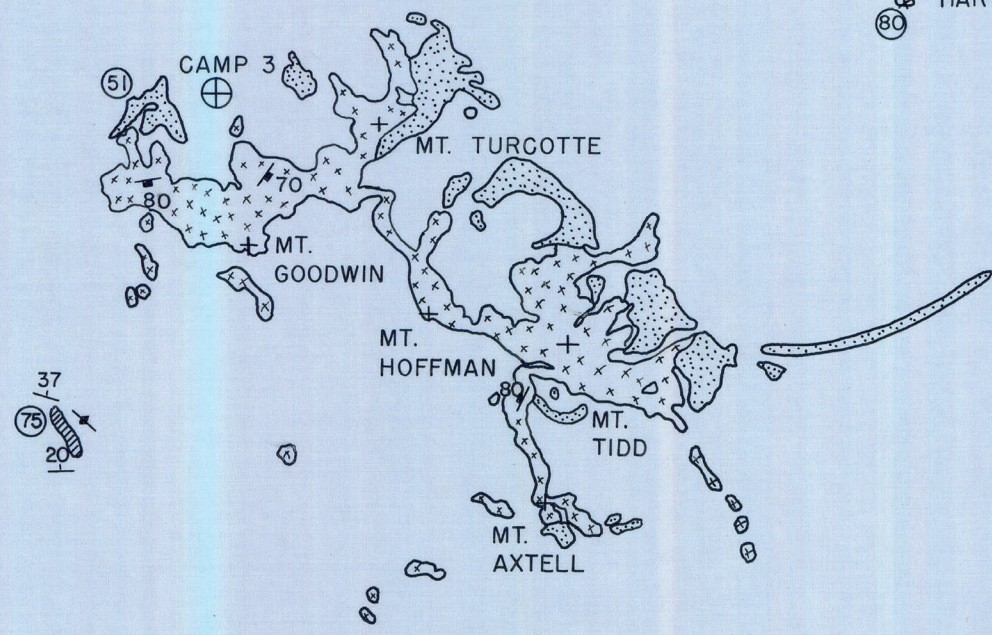 HAR
80
CAMP 3
51
MT. TURCOTTE
70
80
MT.
GOODWIN
MT.
HOFFMAN
80
MT.
TIDD
37
75
20
MT.
AXTELL